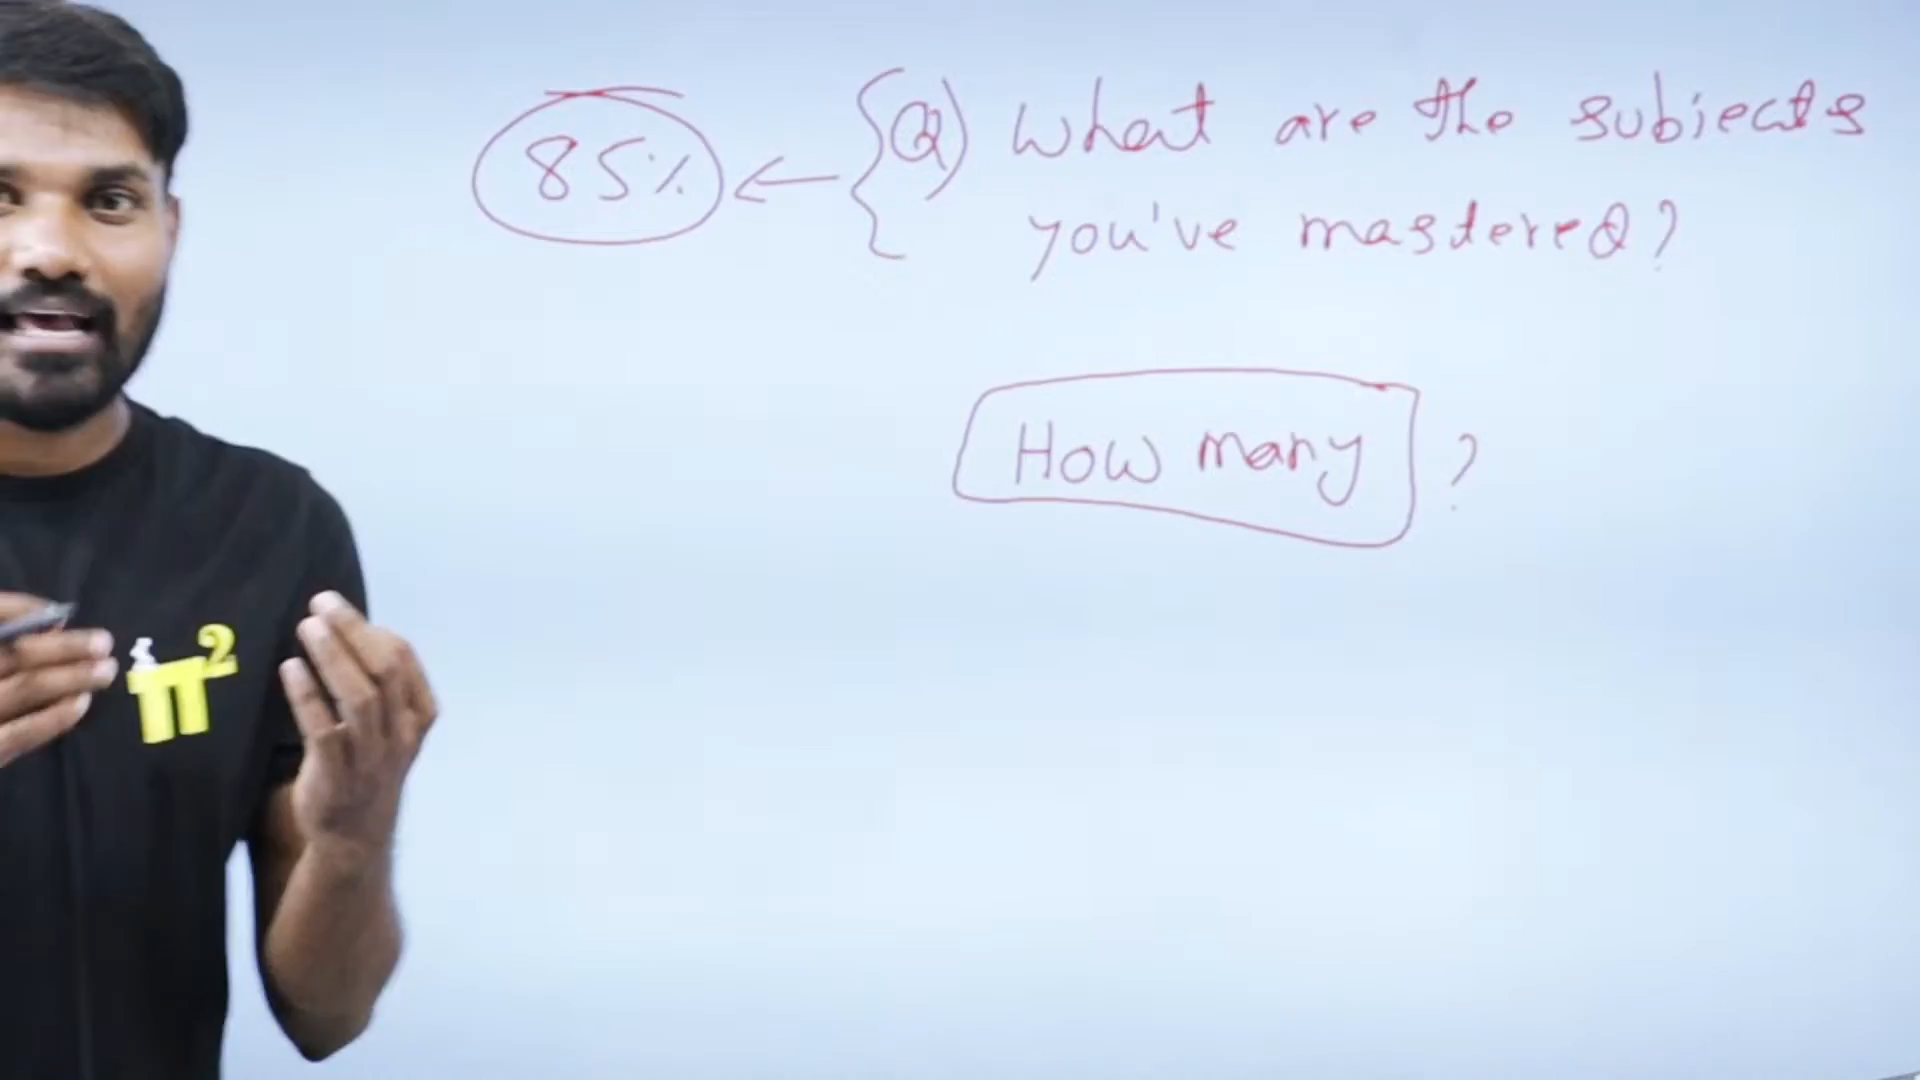 85% ← { Q) What are the subjects
you've mastered?
How many ?
π²